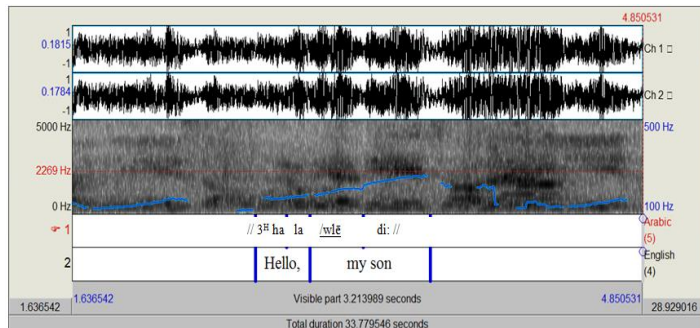 4.850531
1
0.1815
-1
Ch 1
1
0.1784
-1
Ch 2
5000 Hz 500 Hz
2269 Hz
0 Hz 100 Hz
1 // 3ᴴ ha la /wlē di: // Arabic
(5)
2 Hello, my son English
(4)
1.636542 4.850531
1.636542 Visible part 3.213989 seconds 28.929016
Total duration 33.779546 seconds